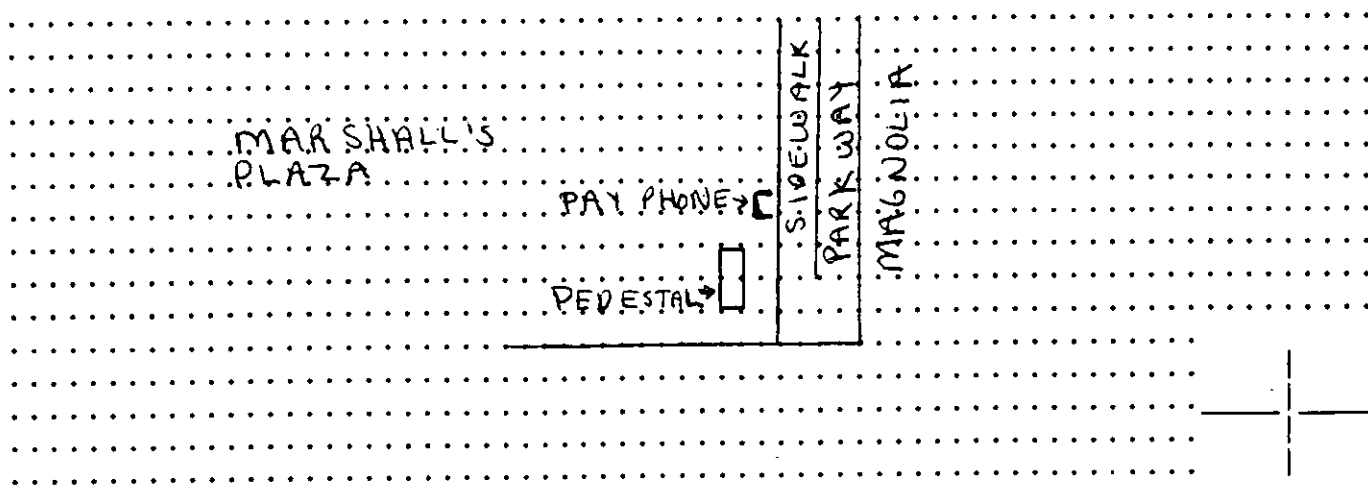 MARSHALL'S
PLAZA
PAY PHONE
PEDESTAL
SIDEWALK
PARKWAY
MAGNOLIA